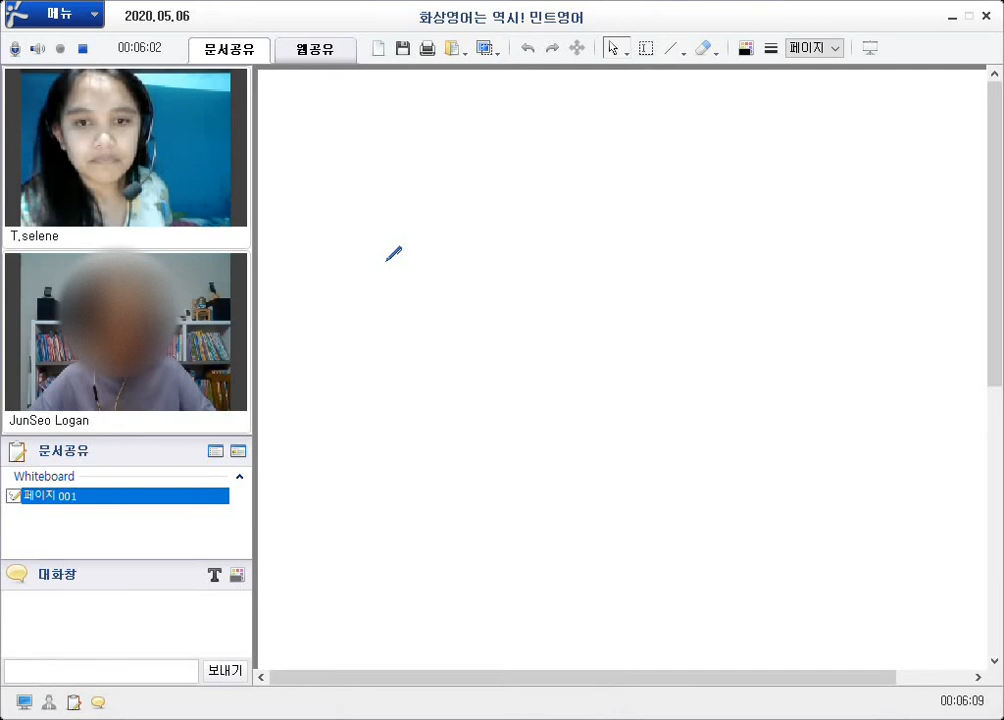 메뉴
2020.05.06
화상영어는 역시! 민트영어
00:06:02
문서공유
웹공유
페이지
T.selene
JunSeo Logan
문서공유
Whiteboard
페이지 001
대화창
보내기
00:06:09